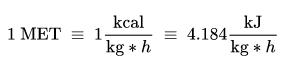 1 MET ≡ 1 kcal / kg * h ≡ 4.184 kJ / kg * h